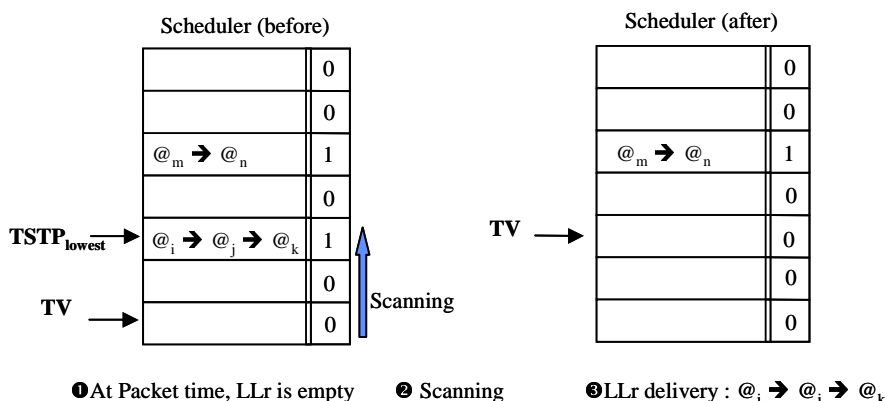 Scheduler (before)
Scheduler (after)
0
0
@m ➔ @n 1
0
TSTPlowest @i ➔ @j ➔ @k 1
0
TV 0
Scanning
0
0
@m ➔ @n 1
0
TV 0
0
0
❶At Packet time, LLr is empty ❷ Scanning ❸LLr delivery : @i ➔ @j ➔ @k